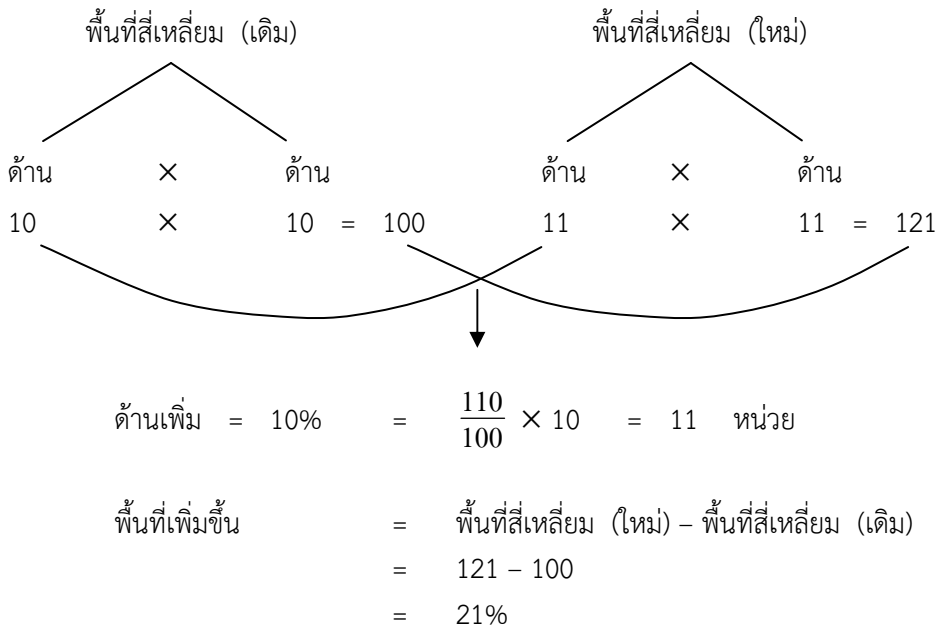 พื้นที่สี่เหลี่ยม (เดิม) พื้นที่สี่เหลี่ยม (ใหม่)
ด้าน × ด้าน ด้าน × ด้าน
10 × 10 = 100 11 × 11 = 121
ด้านเพิ่ม = 10% = 110/100 × 10 = 11 หน่วย
พื้นที่เพิ่มขึ้น = พื้นที่สี่เหลี่ยม (ใหม่) – พื้นที่สี่เหลี่ยม (เดิม)
= 121 – 100
= 21%